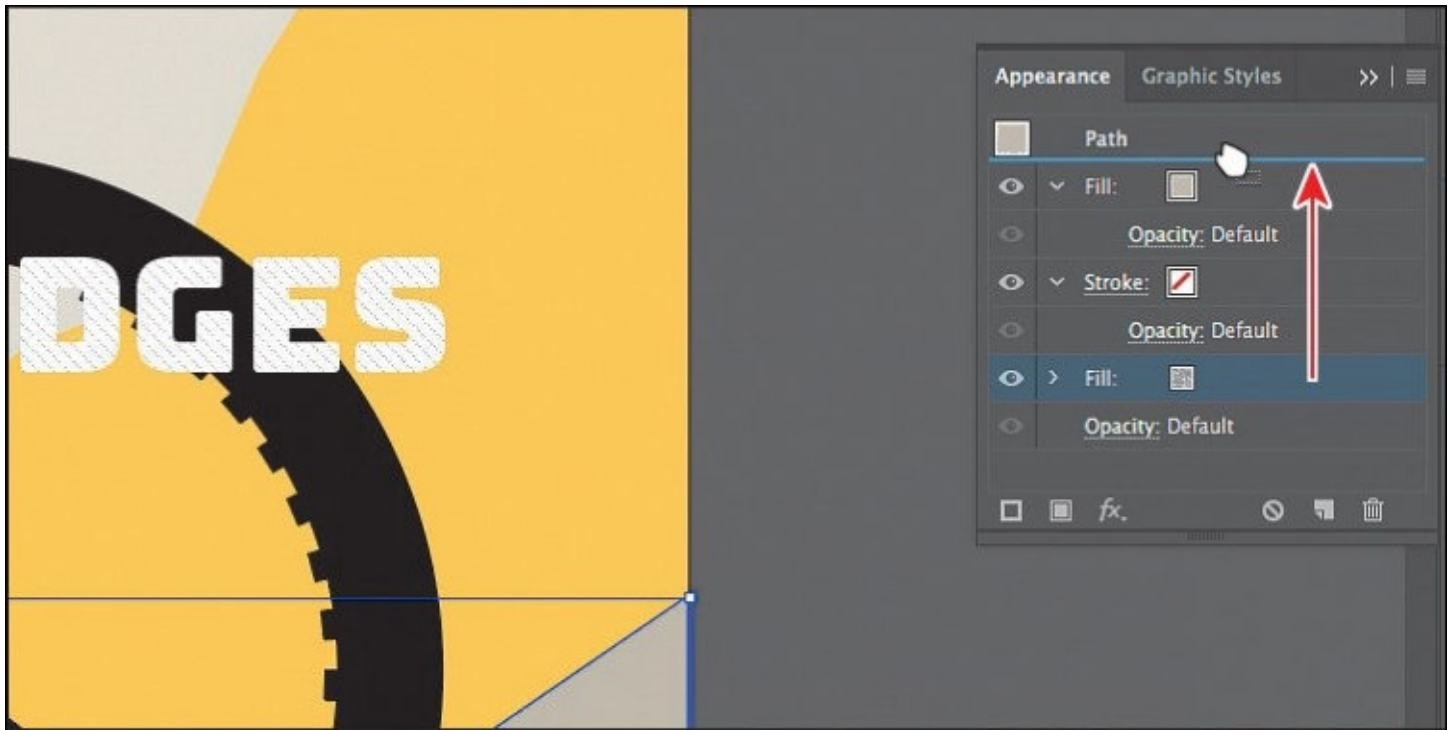 DGES
Appearance Graphic Styles
Path
Fill:
Opacity: Default
Stroke:
Opacity: Default
Fill:
Opacity: Default
fx.